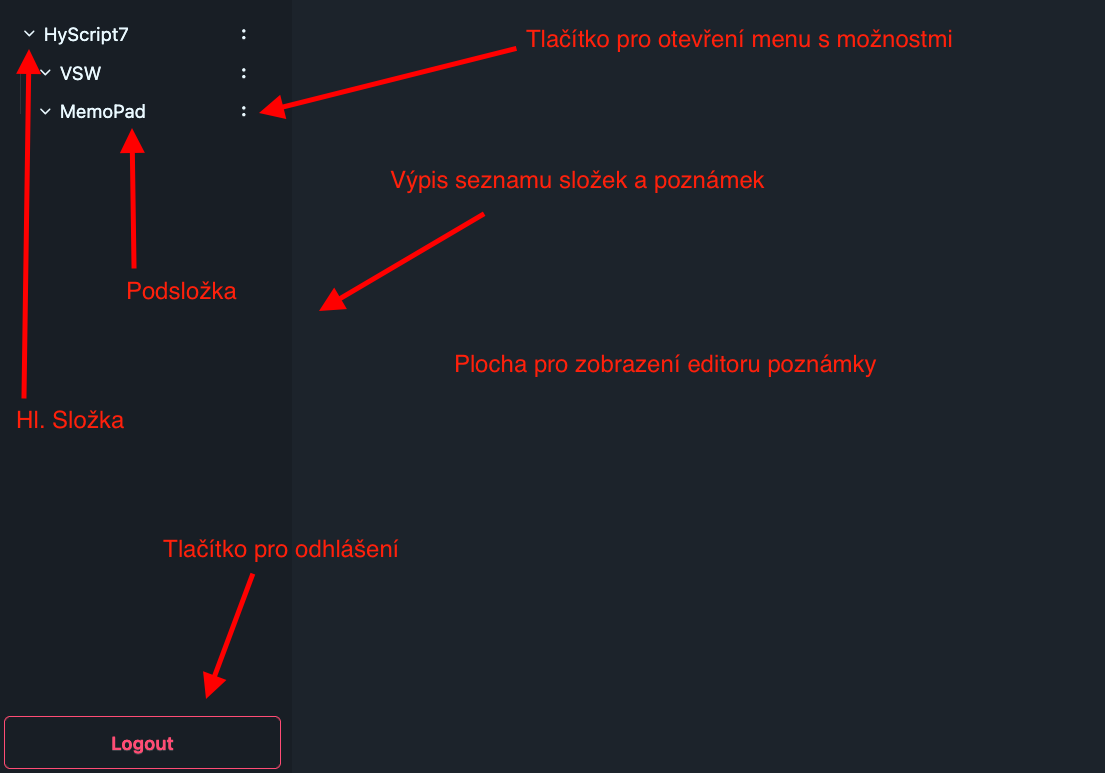 HyScript7
Tlačítko pro otevření menu s možnostmi
VSW
MemoPad
Výpis seznamu složek a poznámek
Podsložka
Plocha pro zobrazení editoru poznámky
Hl. Složka
Tlačítko pro odhlášení
Logout